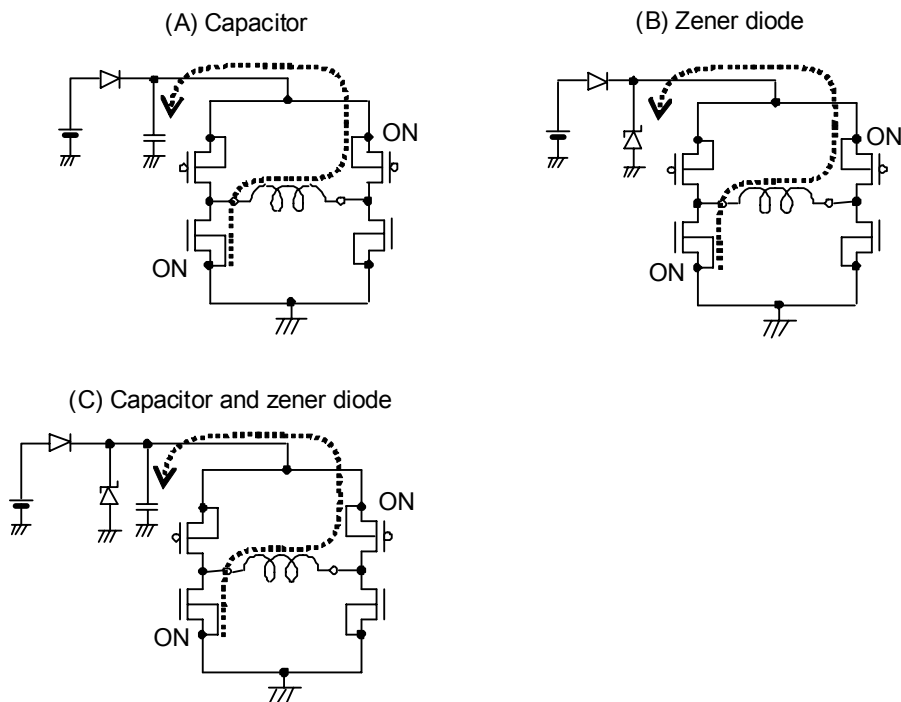 (A) Capacitor
(B) Zener diode
ON
ON
ON
ON
(C) Capacitor and zener diode
ON
ON